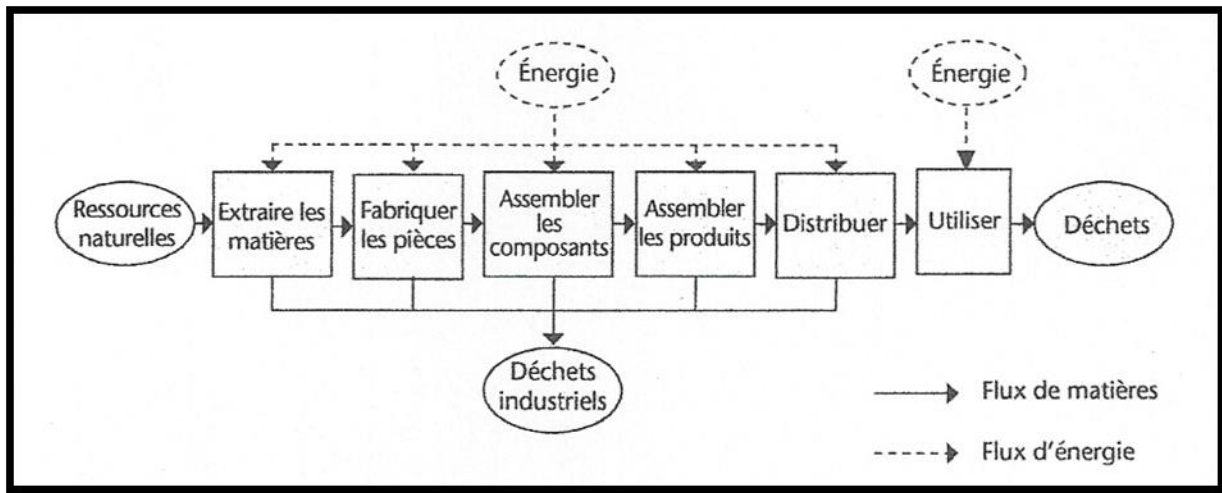 Énergie
Énergie
Ressources
naturelles
Extraire les
matières
Fabriquer
les pièces
Assembler
les
composants
Assembler
les produits
Distribuer
Utiliser
Déchets
Déchets
industriels
Flux de matières
Flux d'énergie